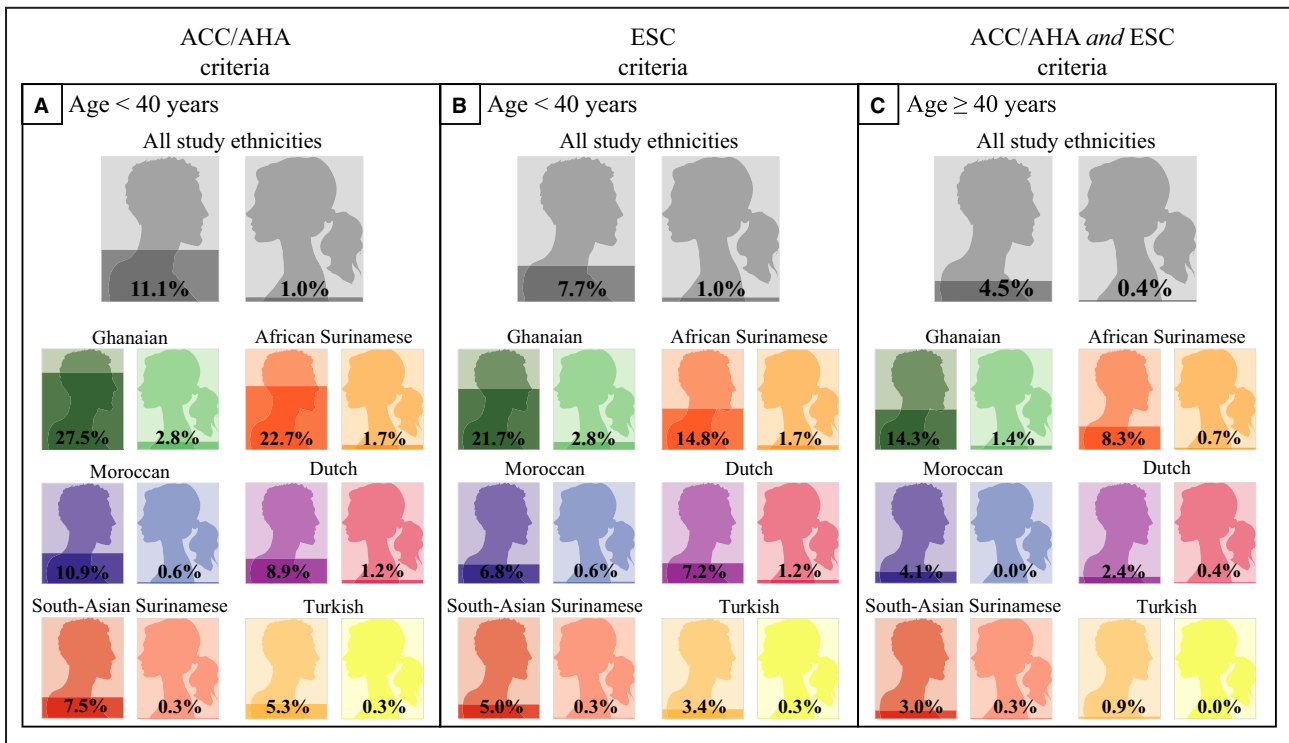 ACC/AHA
criteria
ESC
criteria
ACC/AHA and ESC
criteria
A Age < 40 years
All study ethnicities
11.1% 1.0%
Ghanaian African Surinamese
27.5% 2.8% 22.7% 1.7%
Moroccan Dutch
10.9% 0.6% 8.9% 1.2%
South-Asian Surinamese Turkish
7.5% 0.3% 5.3% 0.3%
B Age < 40 years
All study ethnicities
7.7% 1.0%
Ghanaian African Surinamese
21.7% 2.8% 14.8% 1.7%
Moroccan Dutch
6.8% 0.6% 7.2% 1.2%
South-Asian Surinamese Turkish
5.0% 0.3% 3.4% 0.3%
C Age ≥ 40 years
All study ethnicities
4.5% 0.4%
Ghanaian African Surinamese
14.3% 1.4% 8.3% 0.7%
Moroccan Dutch
4.1% 0.0% 2.4% 0.4%
South-Asian Surinamese Turkish
3.0% 0.3% 0.9% 0.0%